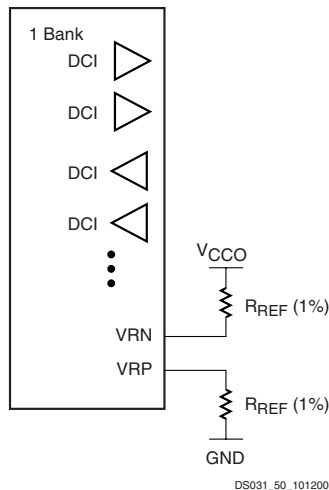 1 Bank
DCI
DCI
DCI
DCI
VCCO
RREF (1%)
VRN
VRP
RREF (1%)
GND
DS031_50_101200